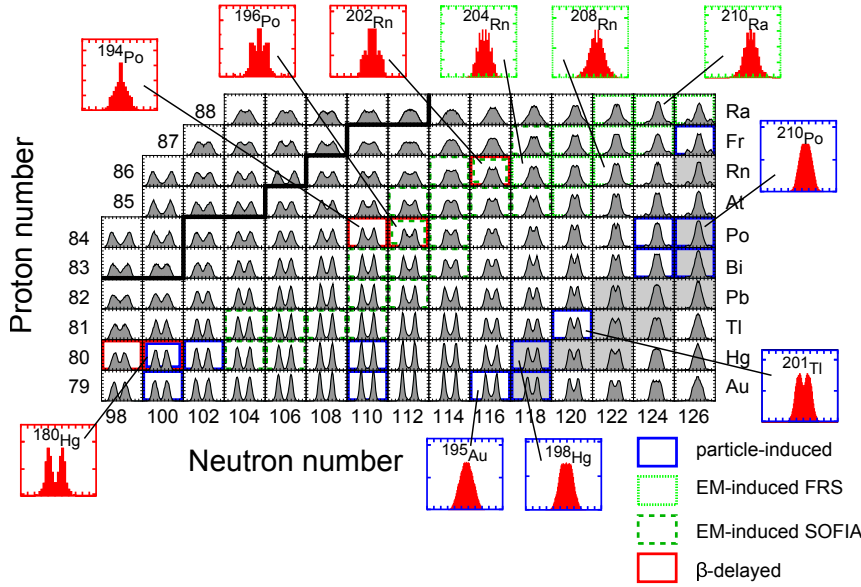 196Po
202Rn
204Rn
208Rn
210Ra
194Po
88
Ra
87
Fr
210Po
86
Rn
85
At
84
Po
83
Bi
82
Pb
81
Tl
80
Hg
201Tl
79
Au
98 100 102 104 106 108 110 112 114 116 118 120 122 124 126
Proton number
Neutron number
180Hg
195Au
198Hg
particle-induced
EM-induced FRS
EM-induced SOFIA
β-delayed